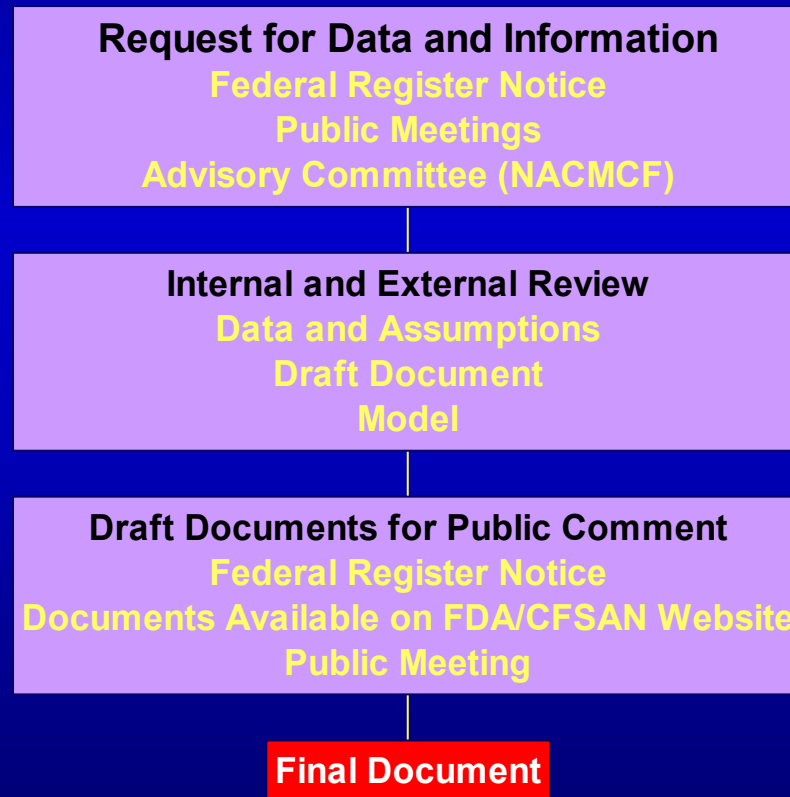 Request for Data and Information
Federal Register Notice
Public Meetings
Advisory Committee (NACMCF)
Internal and External Review
Data and Assumptions
Draft Document
Model
Draft Documents for Public Comment
Federal Register Notice
Documents Available on FDA/CFSAN Website
Public Meeting
Final Document